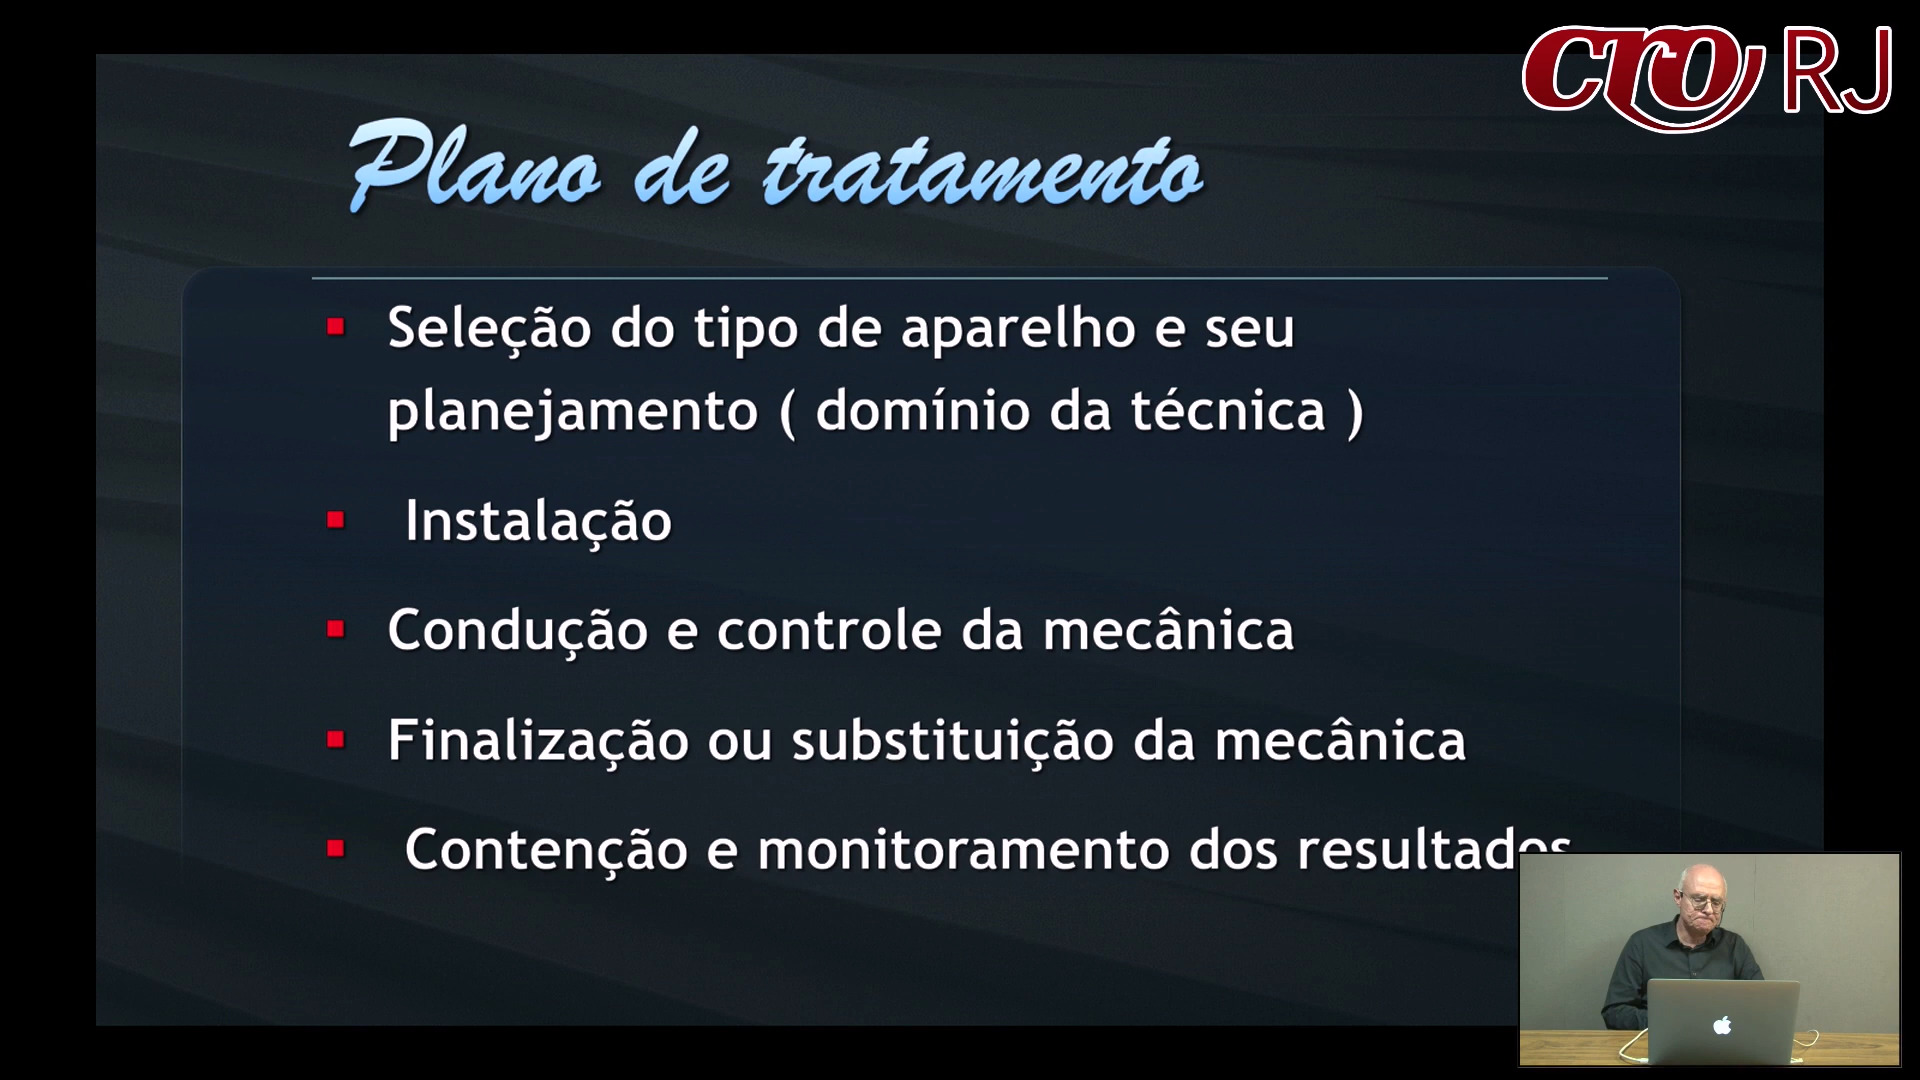 CRO RJ
Plano de tratamento
Seleção do tipo de aparelho e seu
planejamento ( domínio da técnica )
Instalação
Condução e controle da mecânica
Finalização ou substituição da mecânica
Contenção e monitoramento dos resultados